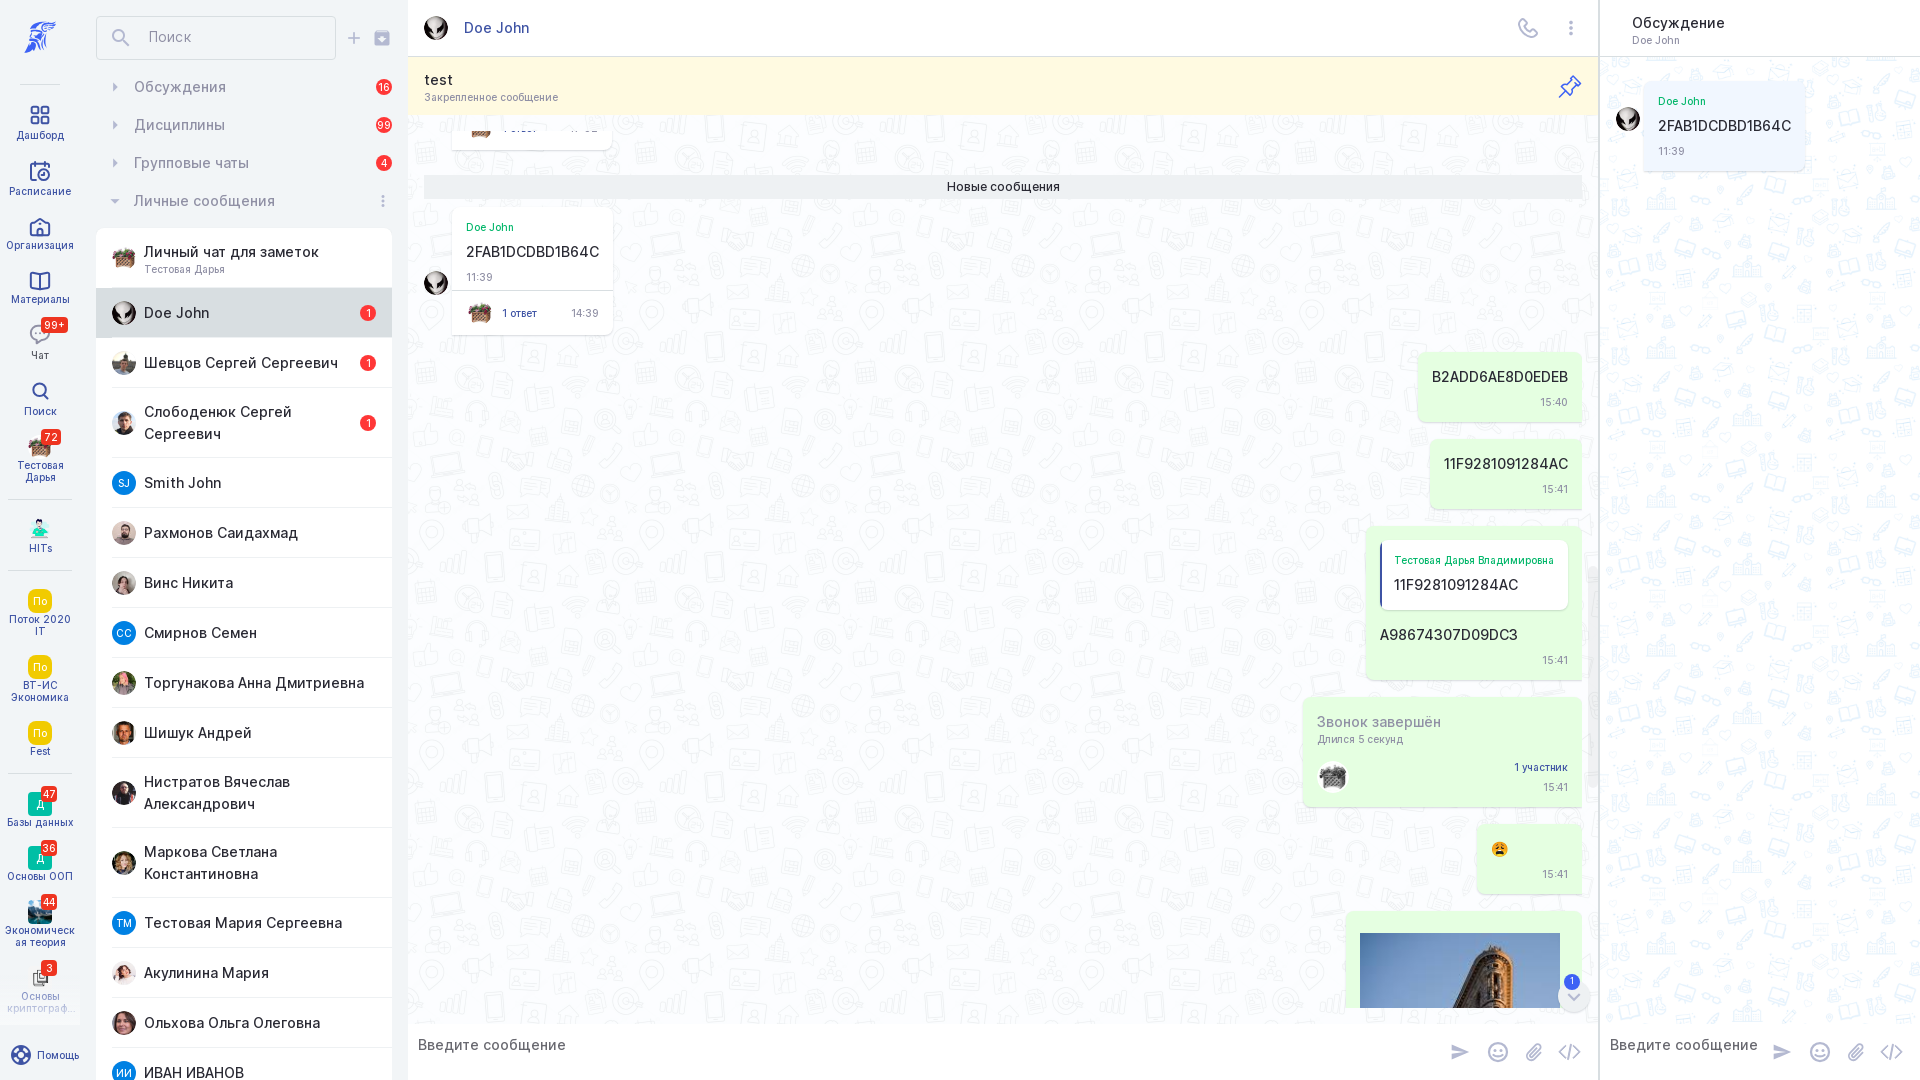 Дашборд
Расписание
Организация
Материалы
99+
Чат
Поиск
72
Тестовая
Дарья
HITs
По
Поток 2020
IT
По
ВТ-ИС
Экономика
По
Fest
47
Д
Базы данных
36
Д
Основы ООП
44
Экономическ
ая теория
3
Основы
криптограф...
Помощь
Поиск
Обсуждения
16
Дисциплины
99
Групповые чаты
4
Личные сообщения
Личный чат для заметок
Тестовая Дарья
Doe John
1
Шевцов Сергей Сергеевич
1
Слободенюк Сергей
Сергеевич
1
SJ
Smith John
Рахмонов Саидахмад
Винс Никита
СС
Смирнов Семен
Торгунакова Анна Дмитриевна
Шишук Андрей
Нистратов Вячеслав
Александрович
Маркова Светлана
Константиновна
ТМ
Тестовая Мария Сергеевна
Акулинина Мария
Ольхова Ольга Олеговна
ИИ
ИВАН ИВАНОВ
Doe John
test
Закрепленное сообщение
Новые сообщения
Doe John
2FAB1DCDBD1B64C
11:39
1 ответ
14:39
B2ADD6AE8D0EDEB
15:40
11F9281091284AC
15:41
Тестовая Дарья Владимировна
11F9281091284AC
A98674307D09DC3
15:41
Звонок завершён
Длился 5 секунд
1 участник
15:41
15:41
1
Введите сообщение
Обсуждение
Doe John
Doe John
2FAB1DCDBD1B64C
11:39
Введите сообщение